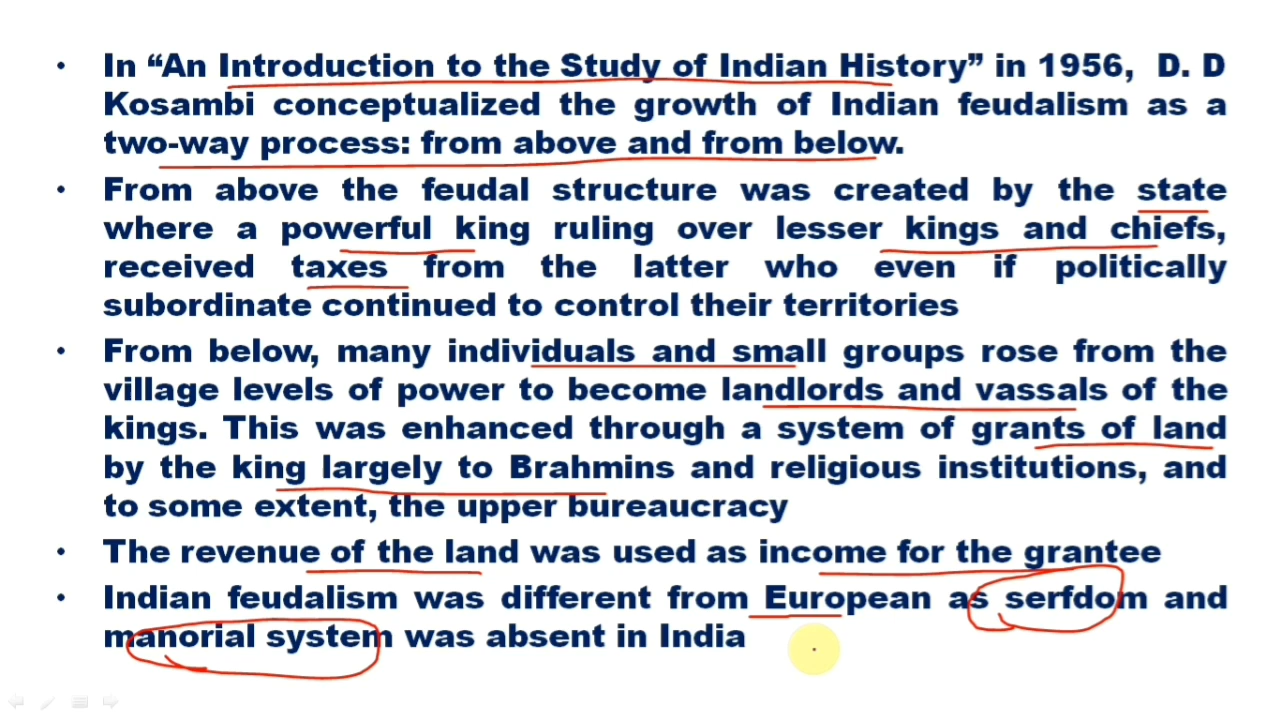 • In “An Introduction to the Study of Indian History” in 1956, D. D
Kosambi conceptualized the growth of Indian feudalism as a
two-way process: from above and from below.
• From above the feudal structure was created by the state
where a powerful king ruling over lesser kings and chiefs,
received taxes from the latter who even if politically
subordinate continued to control their territories
• From below, many individuals and small groups rose from the
village levels of power to become landlords and vassals of the
kings. This was enhanced through a system of grants of land
by the king largely to Brahmins and religious institutions, and
to some extent, the upper bureaucracy
• The revenue of the land was used as income for the grantee
• Indian feudalism was different from European as serfdom and
manorial system was absent in India